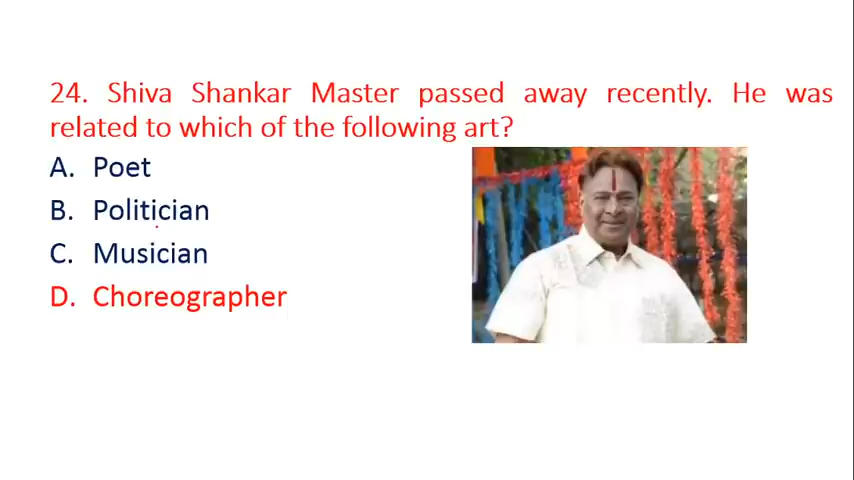 24. Shiva Shankar Master passed away recently. He was
related to which of the following art?
A. Poet
B. Politician
C. Musician
D. Choreographer